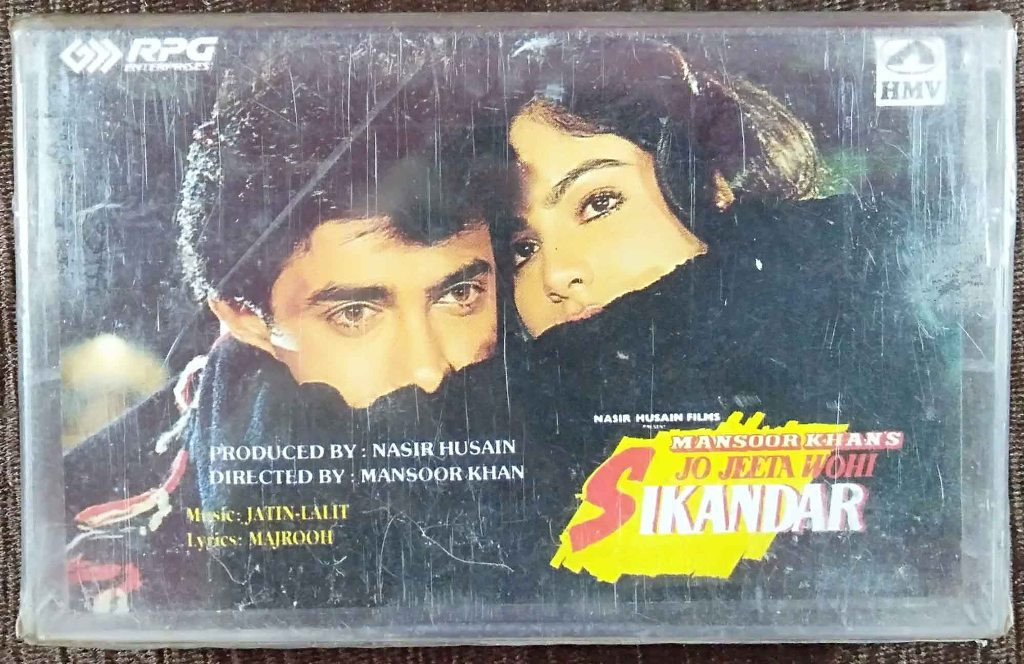 RPG
ENTERPRISES
HMV
PRODUCED BY : NASIR HUSAIN
DIRECTED BY : MANSOOR KHAN
Music: JATIN-LALIT
Lyrics: MAJROOH
NASIR HUSAIN FILMS
PRESENT
MANSOOR KHAN'S
JO JEETA WOHI
SIKANDAR